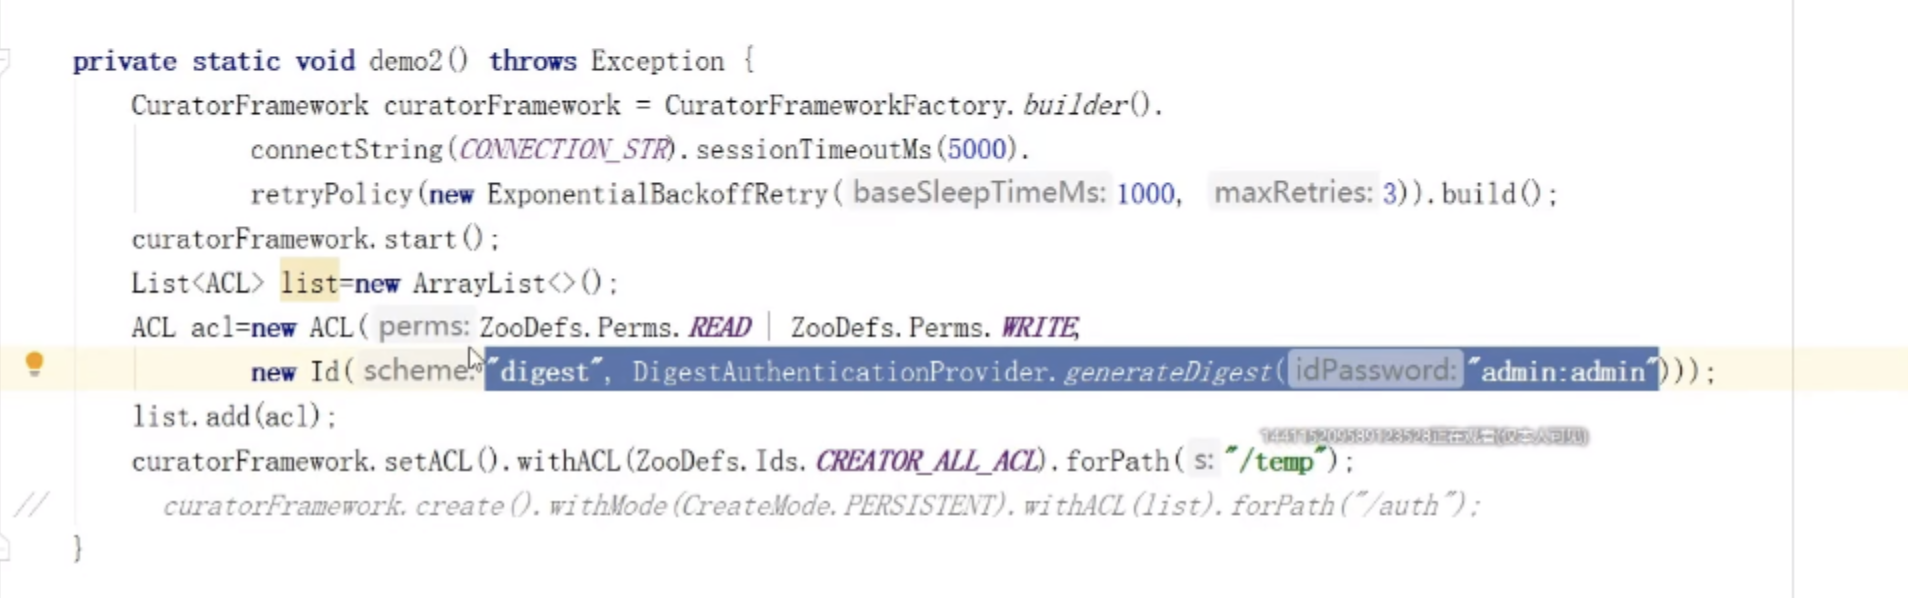 private static void demo2() throws Exception {
CuratorFramework curatorFramework = CuratorFrameworkFactory.builder().
connectString(CONNECTION_STR).sessionTimeoutMs(5000).
retryPolicy(new ExponentialBackoffRetry( baseSleepTimeMs: 1000, maxRetries: 3)).build();
curatorFramework.start();
List<ACL> list=new ArrayList<>();
ACL acl=new ACL( perms: ZooDefs.Perms.READ | ZooDefs.Perms.WRITE,
new Id( scheme: "digest", DigestAuthenticationProvider.generateDigest( idPassword: "admin:admin")));
list.add(acl);
curatorFramework.setACL().withACL(ZooDefs.Ids.CREATOR_ALL_ACL).forPath( s: "/temp");
// curatorFramework.create().withMode(CreateMode.PERSISTENT).withACL(list).forPath("/auth");
}